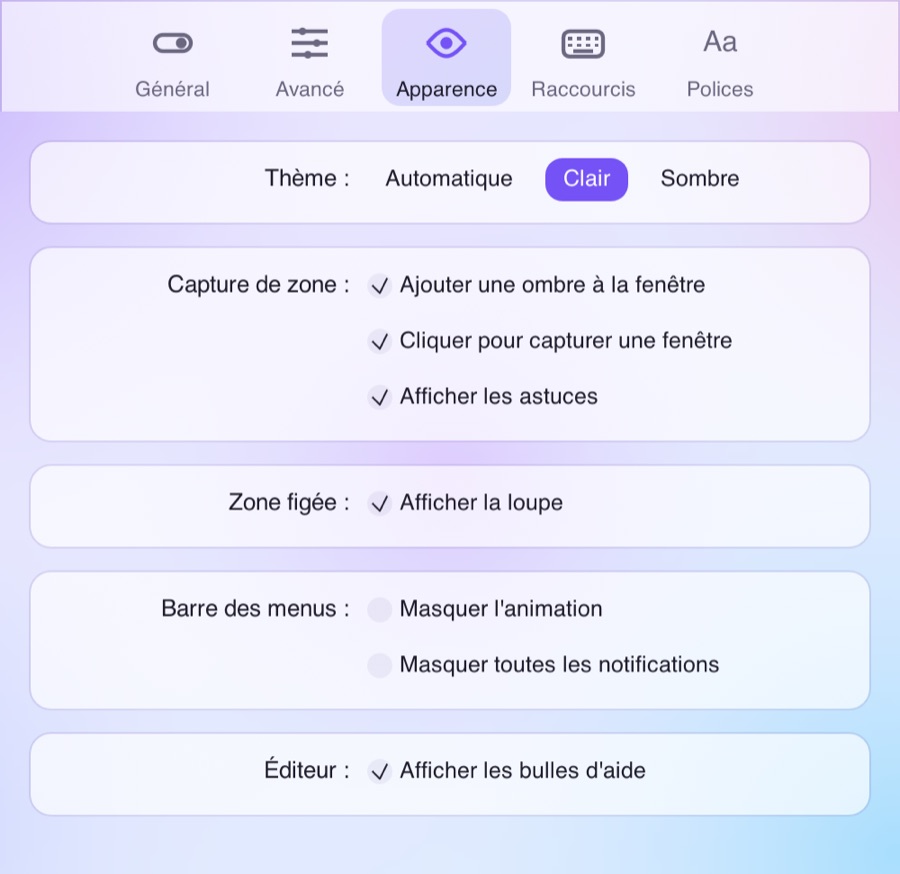 Aa
Général Avancé Apparence Raccourcis Polices
Thème : Automatique Clair Sombre
Capture de zone : Ajouter une ombre à la fenêtre
Cliquer pour capturer une fenêtre
Afficher les astuces
Zone figée : Afficher la loupe
Barre des menus : Masquer l'animation
Masquer toutes les notifications
Éditeur : Afficher les bulles d'aide